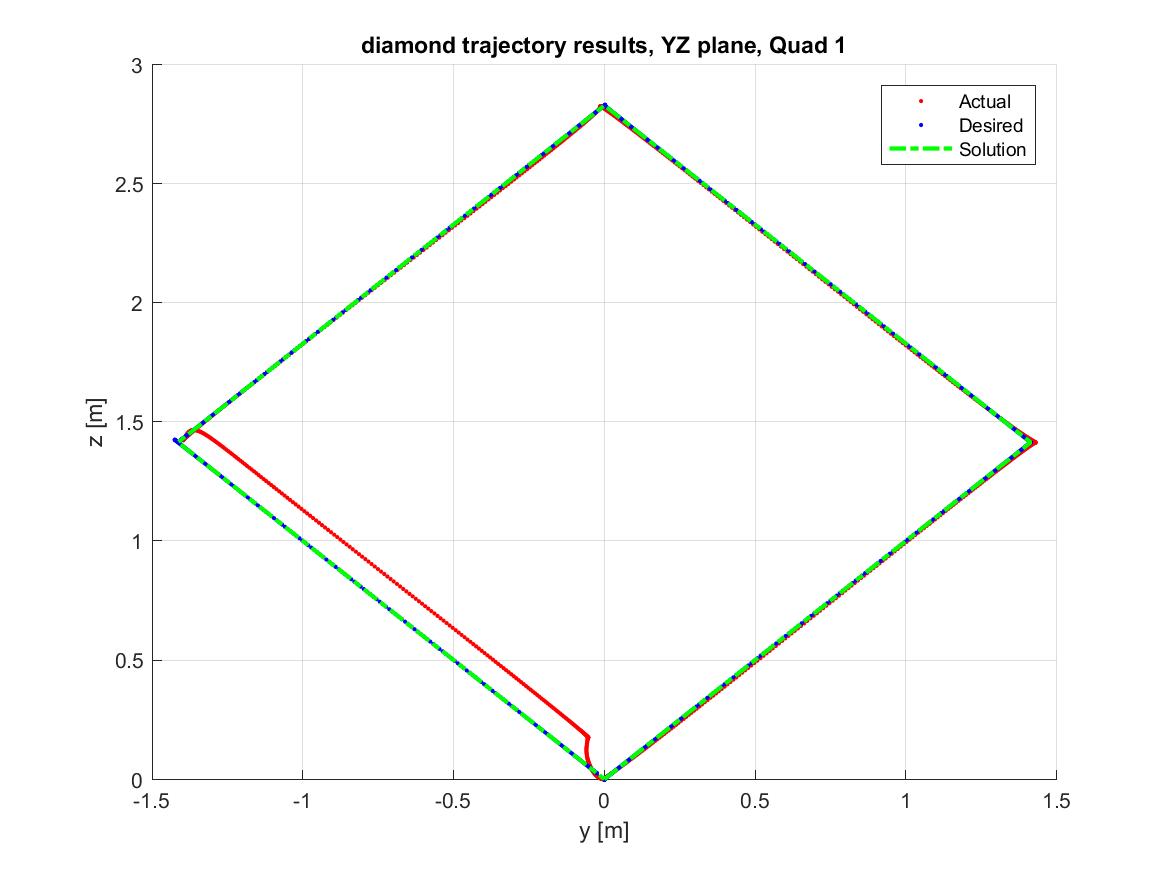 diamond trajectory results, YZ plane, Quad 1
Actual
Desired
Solution
3
2.5
2
1.5
1
0.5
0
z [m]
-1.5 -1 -0.5 0 0.5 1 1.5
y [m]